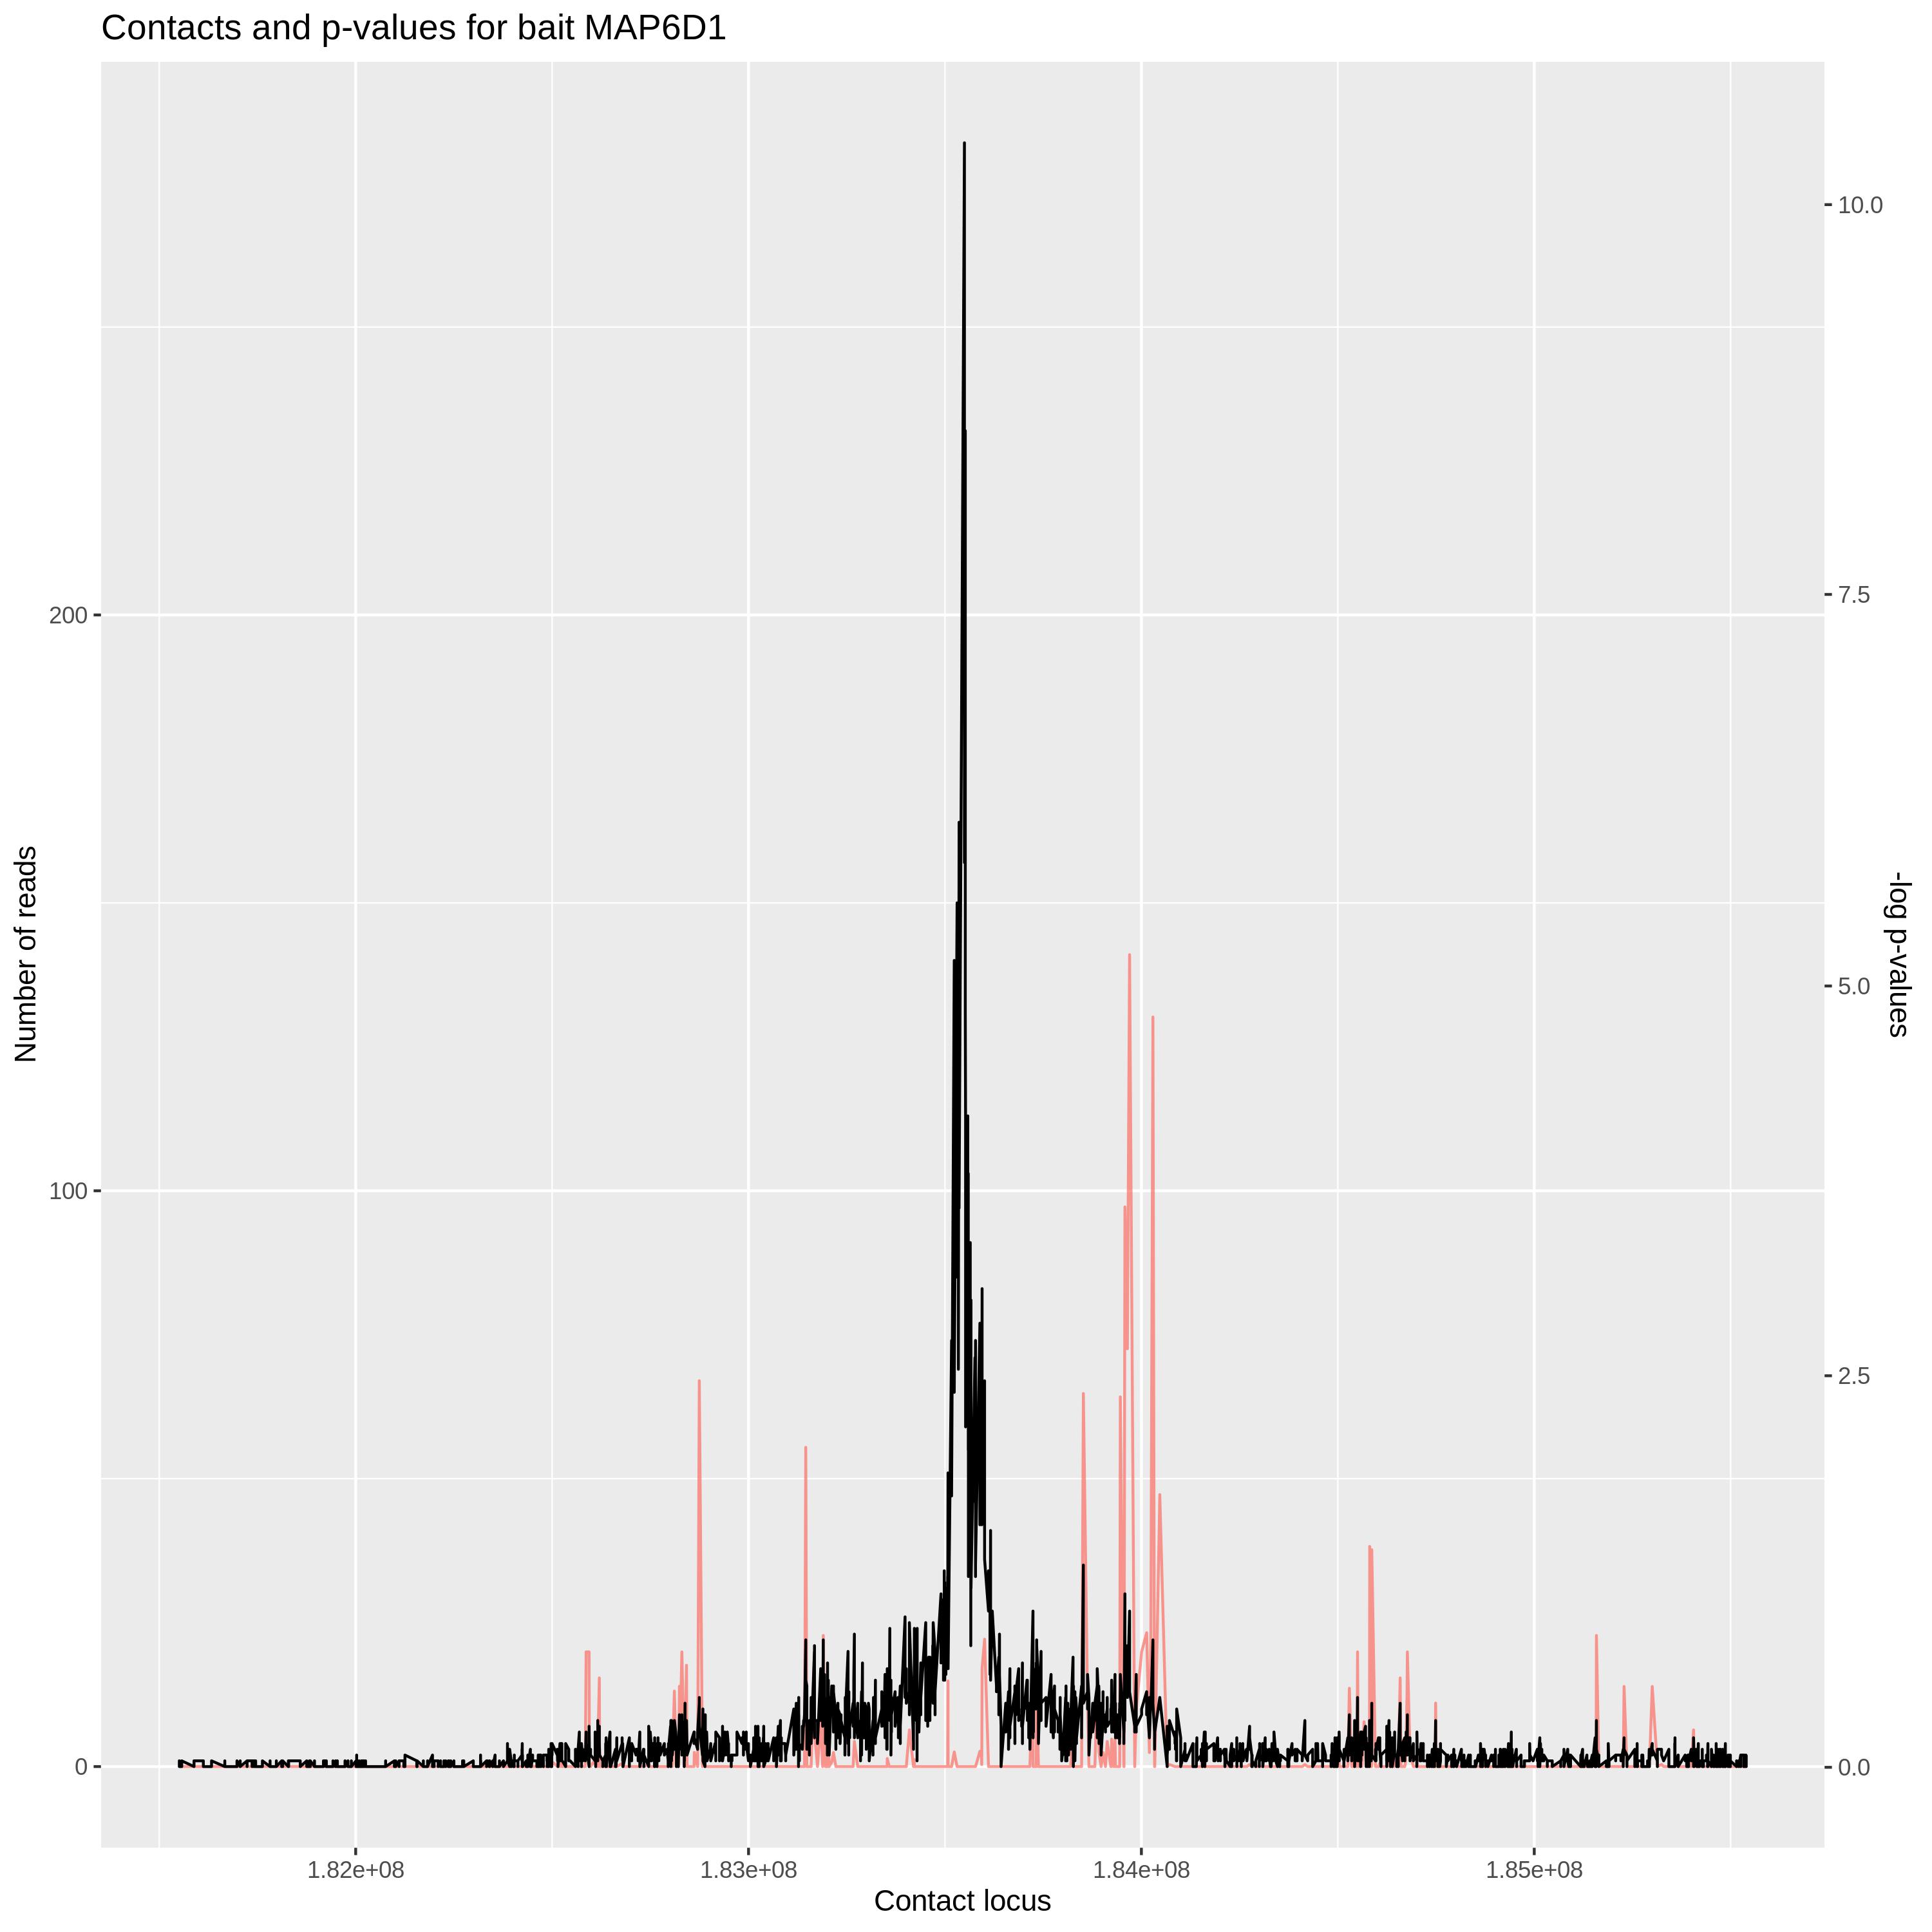 Contacts and p-values for bait MAP6D1
Number of reads
200
100
0
10.0
7.5
5.0
2.5
0.0
-log p-values
1.82e+08
1.83e+08
1.84e+08
1.85e+08
Contact locus